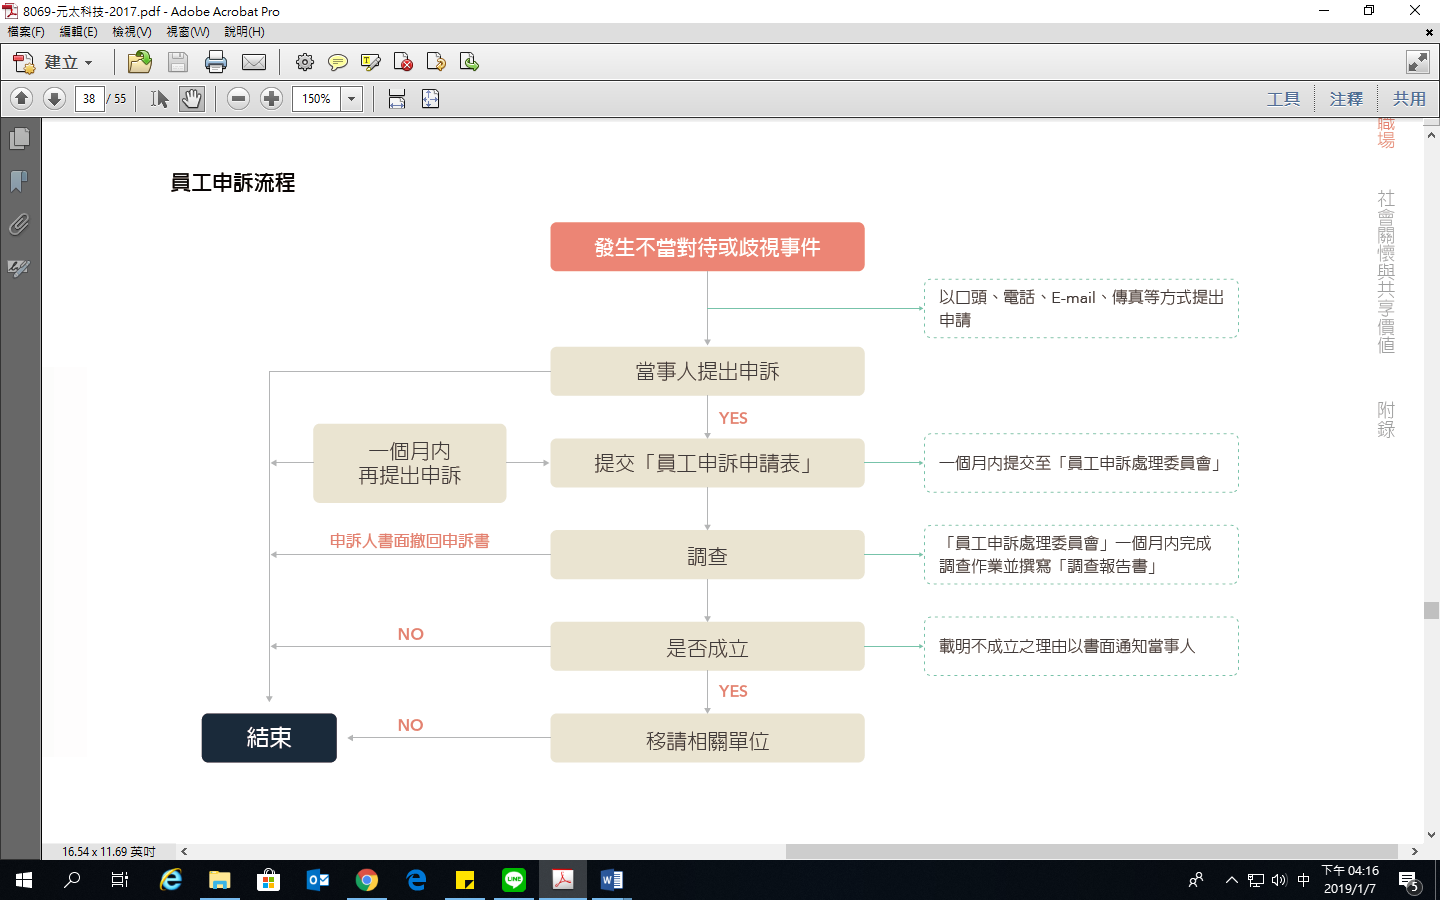 8069-元太科技-2017.pdf - Adobe Acrobat Pro
檔案(F) 編輯(E) 檢視(V) 視窗(W) 說明(H)
建立
38 / 55 150% 工具 注釋 共用
職場
社會關懷與共享價值
附錄
員工申訴流程
發生不當對待或歧視事件
以口頭、電話、E-mail、傳真等方式提出
申請
當事人提出申訴
YES
一個月內
再提出申訴
提交「員工申訴申請表」
一個月內提交至「員工申訴處理委員會」
申訴人書面撤回申訴書
調查
「員工申訴處理委員會」一個月內完成
調查作業並撰寫「調查報告書」
NO
是否成立
載明不成立之理由以書面通知當事人
YES
結束
NO
移請相關單位
16.54 x 11.69 英吋
中
下午 04:16
2019/1/7
5
LINE